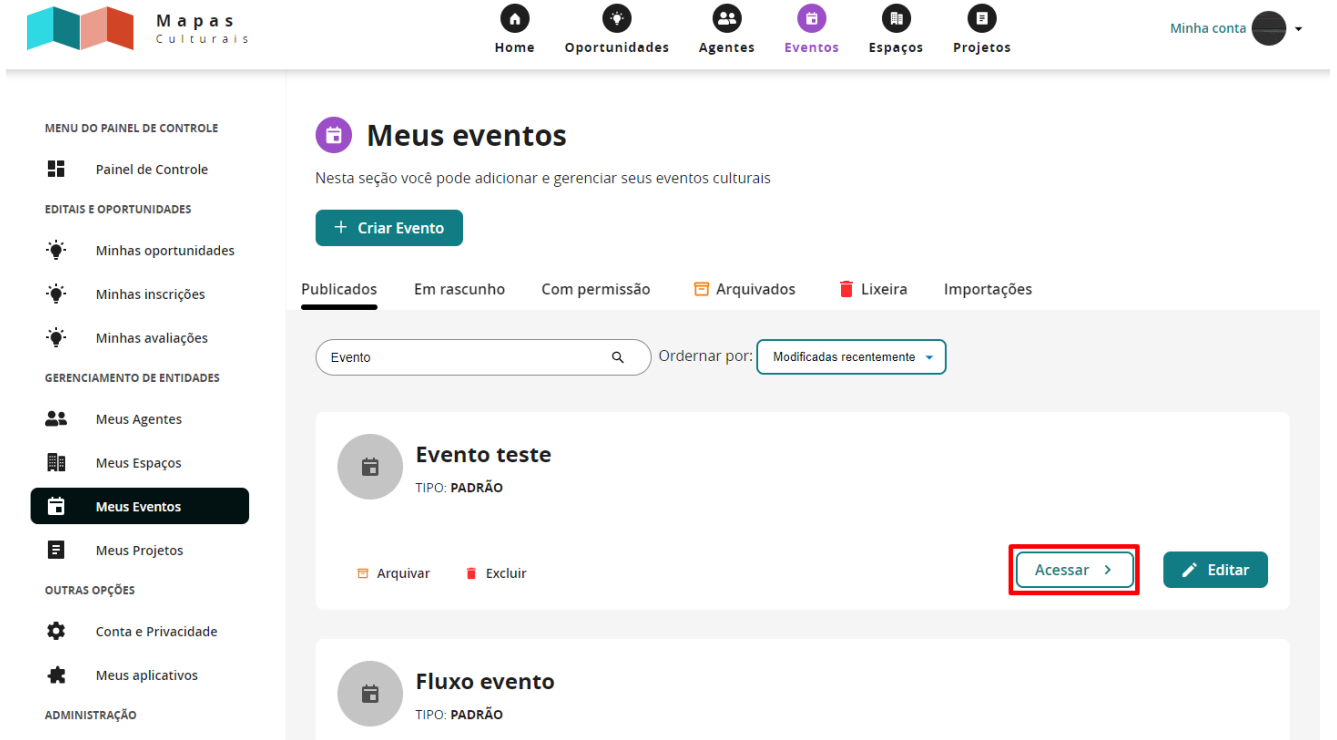 Mapas
Culturais
Home
Oportunidades
Agentes
Eventos
Espaços
Projetos
Minha conta
MENU DO PAINEL DE CONTROLE
Painel de Controle
EDITAIS E OPORTUNIDADES
Minhas oportunidades
Minhas inscrições
Minhas avaliações
GERENCIAMENTO DE ENTIDADES
Meus Agentes
Meus Espaços
Meus Eventos
Meus Projetos
OUTRAS OPÇÕES
Conta e Privacidade
Meus aplicativos
ADMINISTRAÇÃO
Meus eventos
Nesta seção você pode adicionar e gerenciar seus eventos culturais
+ Criar Evento
Publicados
Em rascunho
Com permissão
Arquivados
Lixeira
Importações
Evento
Ordernar por:
Modificadas recentemente
Evento teste
TIPO: PADRÃO
Arquivar
Excluir
Acessar
Editar
Fluxo evento
TIPO: PADRÃO